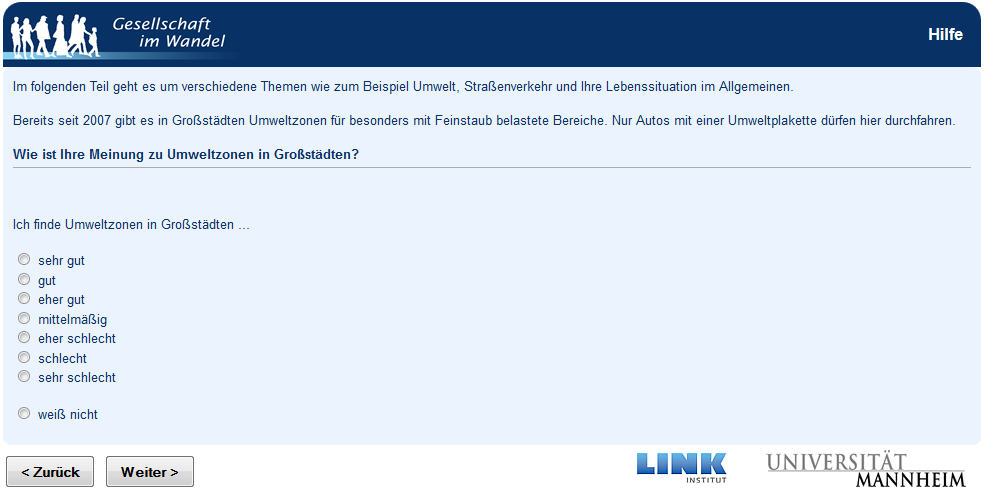 Gesellschaft
im Wandel
Hilfe
Im folgenden Teil geht es um verschiedene Themen wie zum Beispiel Umwelt, Straßenverkehr und Ihre Lebenssituation im Allgemeinen.
Bereits seit 2007 gibt es in Großstädten Umweltzonen für besonders mit Feinstaub belastete Bereiche. Nur Autos mit einer Umweltplakette dürfen hier durchfahren.
Wie ist Ihre Meinung zu Umweltzonen in Großstädten?
Ich finde Umweltzonen in Großstädten ...
sehr gut
gut
eher gut
mittelmäßig
eher schlecht
schlecht
sehr schlecht
weiß nicht
< Zurück
Weiter >
LINK
INSTITUT
UNIVERSITÄT
MANNHEIM